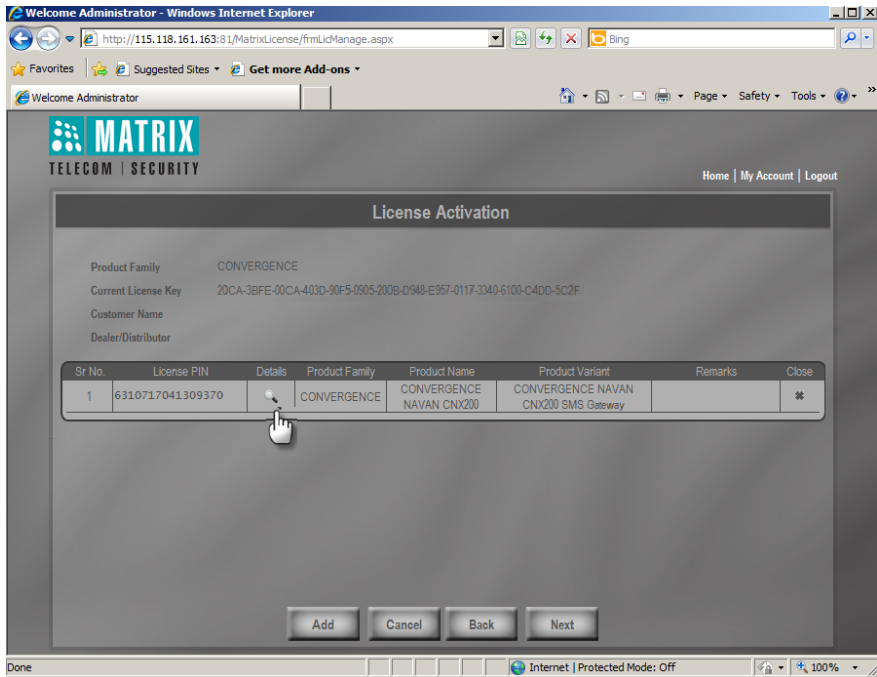 Welcome Administrator - Windows Internet Explorer
http://115.118.161.163:81/MatrixLicense/frmLicManage.aspx
Bing
Favorites Suggested Sites Get more Add-ons
Welcome Administrator
Page Safety Tools
MATRIX
TELECOM | SECURITY
Home | My Account | Logout
License Activation
Product Family CONVERGENCE
Current License Key 20CA-3BFE-00CA-403D-90F5-0905-200B-D948-E957-0117-3340-6100-C4DD-5C2F
Customer Name
Dealer/Distributor
Sr No. License PIN Details Product Family Product Name Product Variant Remarks Close
1 6310717041309370 CONVERGENCE CONVERGENCE NAVAN CNX200 CONVERGENCE NAVAN CNX200 SMS Gateway
Add Cancel Back Next
Done Internet | Protected Mode: Off 100%